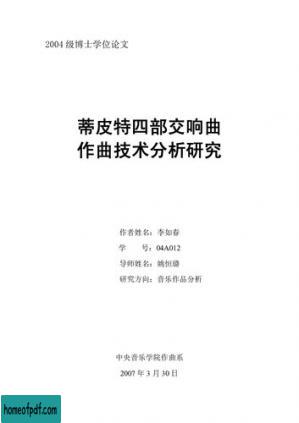 2004 级博士学位论文
蒂皮特四部交响曲
作曲技术分析研究
作者姓名：李如春
学 号：04A012
导师姓名：姚恒璐
研究方向：音乐作品分析
中央音乐学院作曲系
2007 年 3 月 30 日
homeofpdf.com